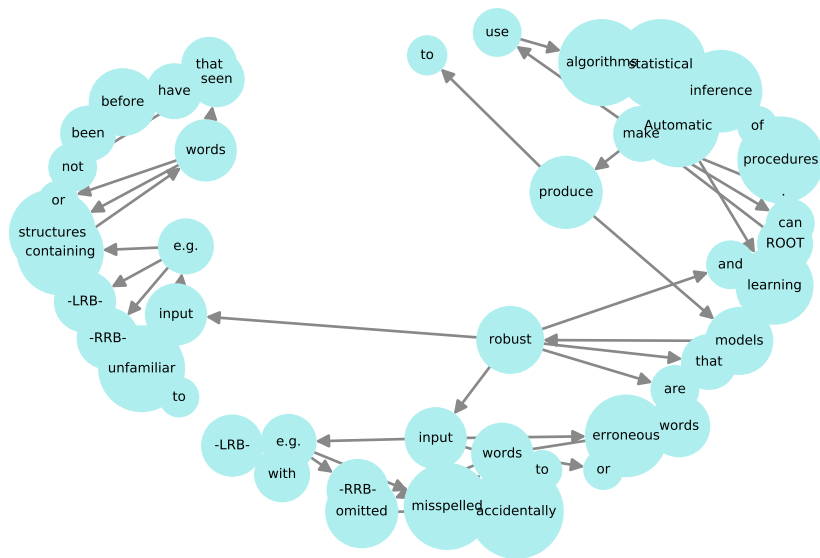 that
seen
have
before
been
not
words
or
structures
containing
e.g.
-LRB-
input
-RRB-
unfamiliar
to
to
use
algorithms
statistical
inference
Automatic
make
of
procedures
.
produce
can
ROOT
and
learning
robust
models
that
are
words
erroneous
input
words
to
or
-LRB-
e.g.
with
-RRB-
omitted
misspelled
accidentally